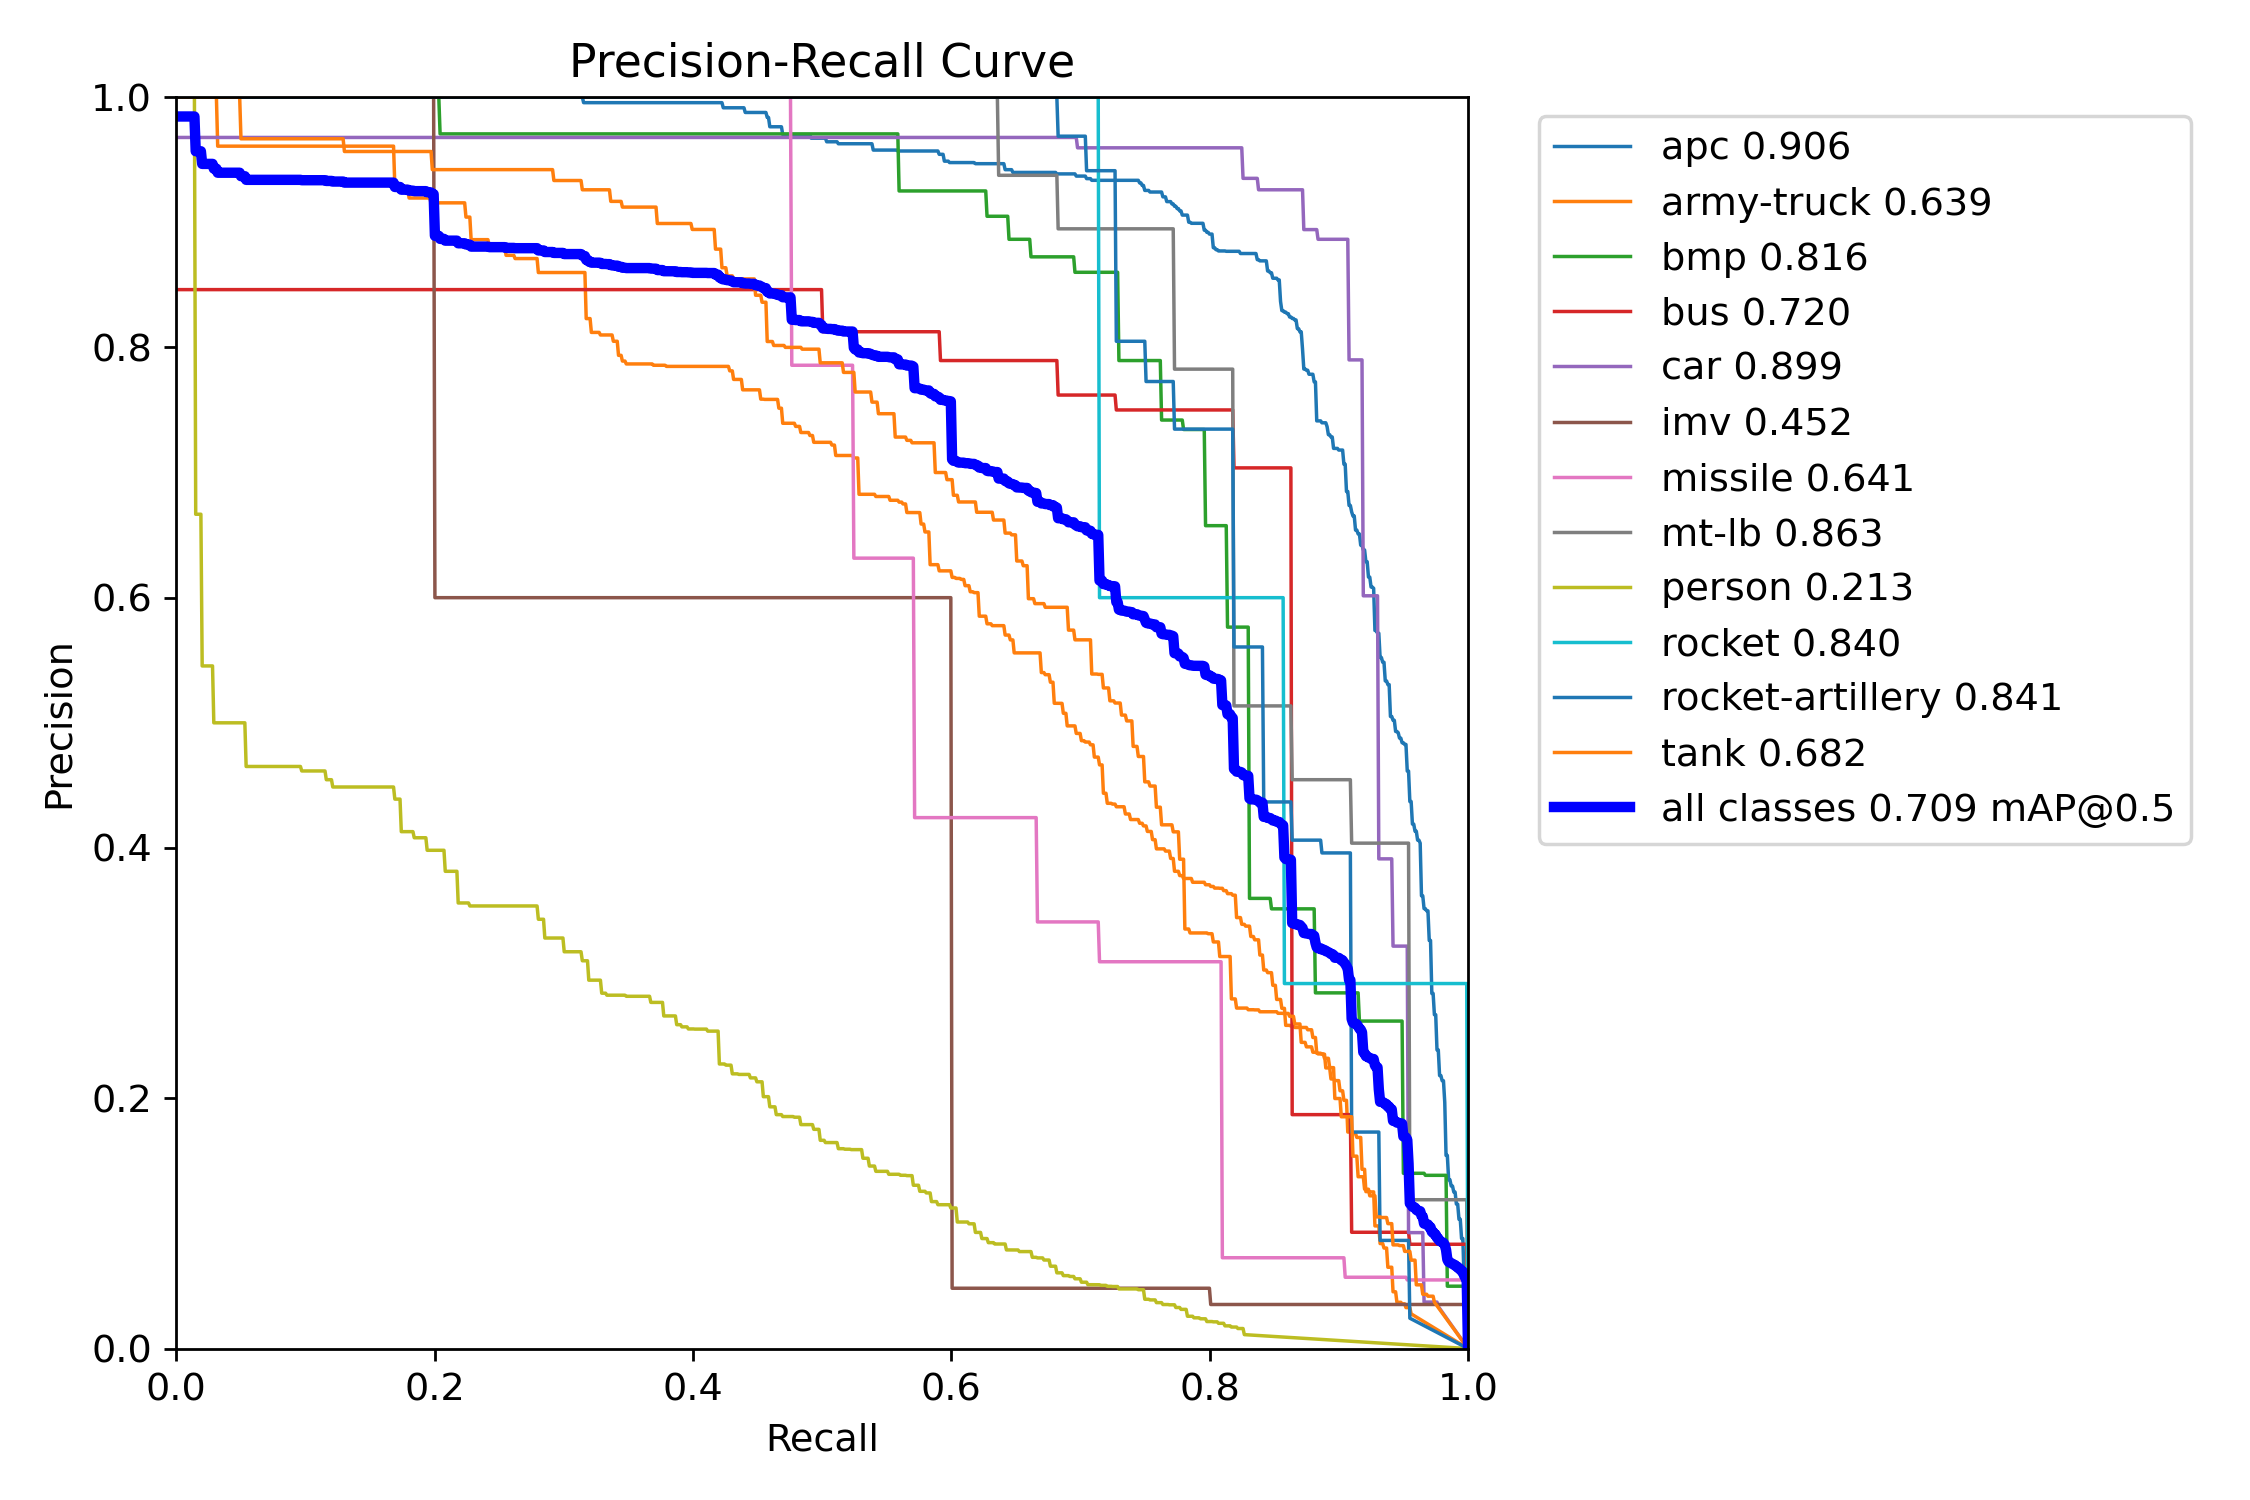 Precision-Recall Curve
1.0
0.8
0.6
0.4
0.2
0.0
Precision
0.0 0.2 0.4 0.6 0.8 1.0
Recall
apc 0.906
army-truck 0.639
bmp 0.816
bus 0.720
car 0.899
imv 0.452
missile 0.641
mt-lb 0.863
person 0.213
rocket 0.840
rocket-artillery 0.841
tank 0.682
all classes 0.709 mAP@0.5